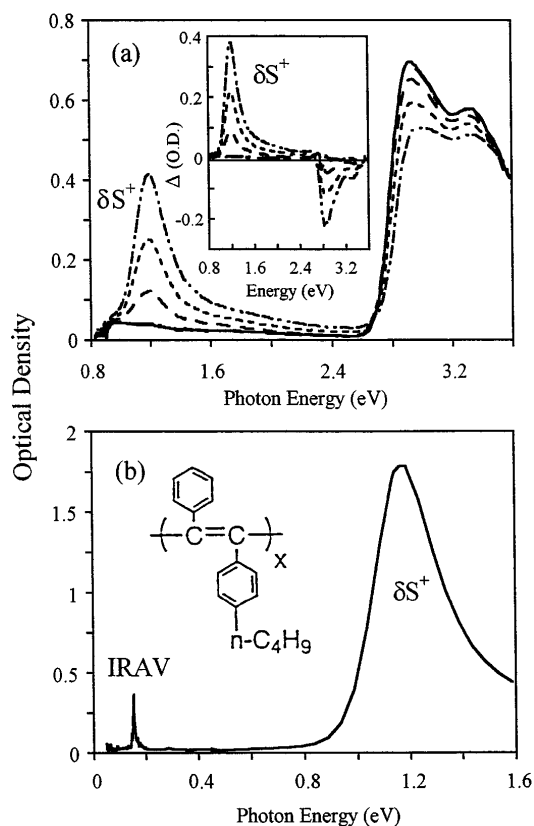 (a)
δS⁺
0.8
0.6
0.4
0.2
0
0.8
1.6
2.4
3.2
Photon Energy (eV)
δS⁺
0.4
0.2
0
-0.2
Δ (O.D.)
0.8
1.6
2.4
3.2
Energy (eV)
Optical Density
(b)
2
1.5
1
0.5
0
0
0.4
0.8
1.2
1.6
Photon Energy (eV)
C=C
x
n-C₄H₉
IRAV
δS⁺